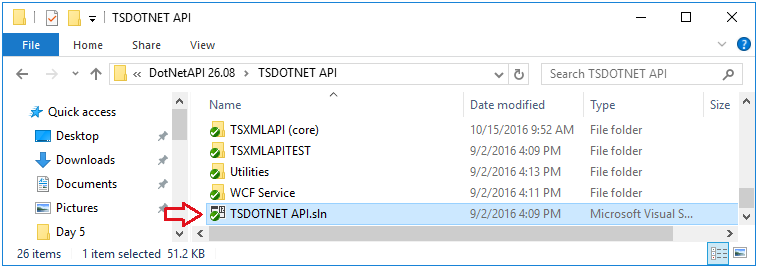 TSDOTNET API
File Home Share View
« DotNetAPI 26.08 › TSDOTNET API Search TSDOTNET API
Name Date modified Type Size
Quick access
Desktop
Downloads
Documents
Pictures
Day 5
TSXMLAPI (core) 10/15/2016 9:52 AM File folder
TSXMLAPITEST 9/2/2016 4:09 PM File folder
Utilities 9/2/2016 4:13 PM File folder
WCF Service 9/2/2016 4:11 PM File folder
TSDOTNET API.sln 9/2/2016 4:09 PM Microsoft Visual S...
26 items 1 item selected 51.2 KB